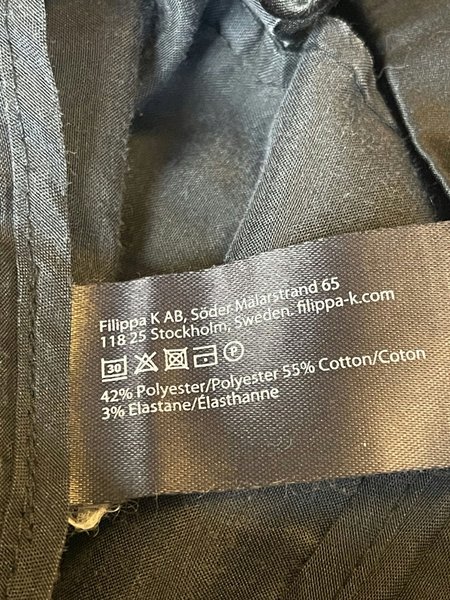 Filippa K AB, Söder Mälarstrand 65
118 25 Stockholm, Sweden. filippa-k.com
30 P
42% Polyester/Polyester 55% Cotton/Coton
3% Elastane/Élasthanne